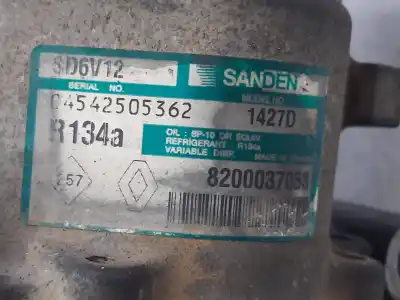 SD6V12
SANDEN
SERIAL NO.
MODEL NO.
04542505362
1427D
R134a
OIL : SP-10 OR EQUIV
REFRIGERANT R134a
VARIABLE DISP. MADE IN
257
8200037058